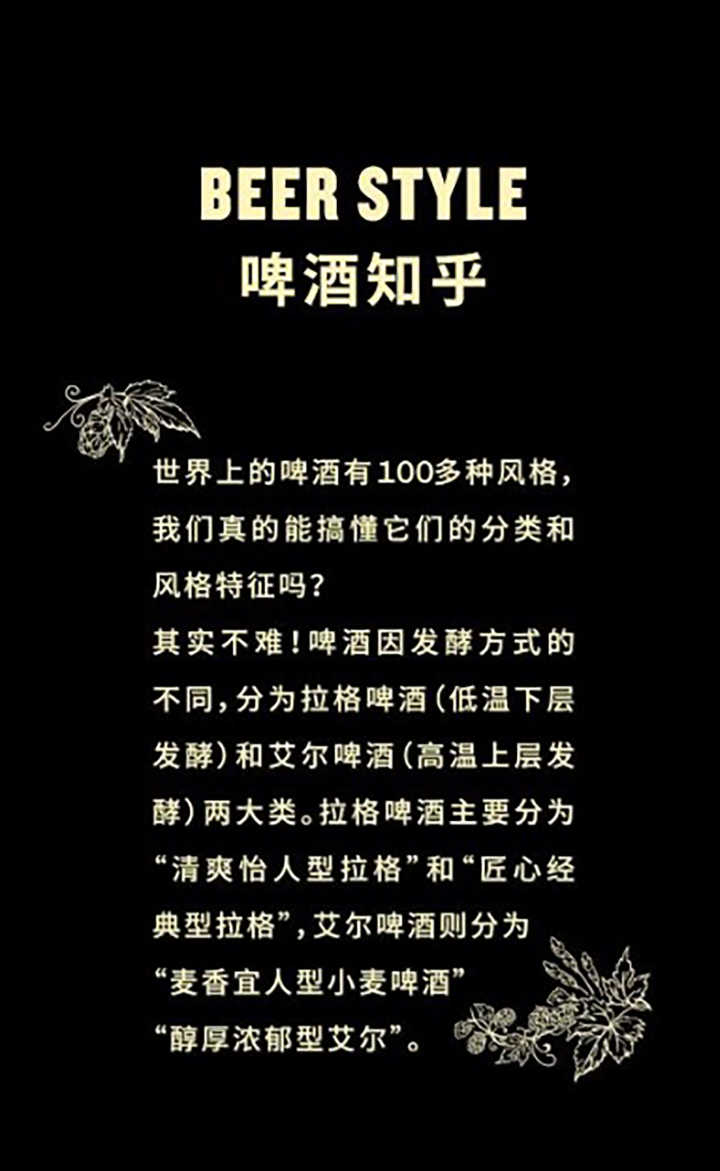 BEER STYLE
啤酒知乎
世界上的啤酒有100多种风格，
我们真的能搞懂它们的分类和
风格特征吗？
其实不难！啤酒因发酵方式的
不同，分为拉格啤酒（低温下层
发酵）和艾尔啤酒（高温上层发
酵）两大类。拉格啤酒主要分为
“清爽怡人型拉格”和“匠心经
典型拉格”，艾尔啤酒则分为
“麦香宜人型小麦啤酒”
“醇厚浓郁型艾尔”。